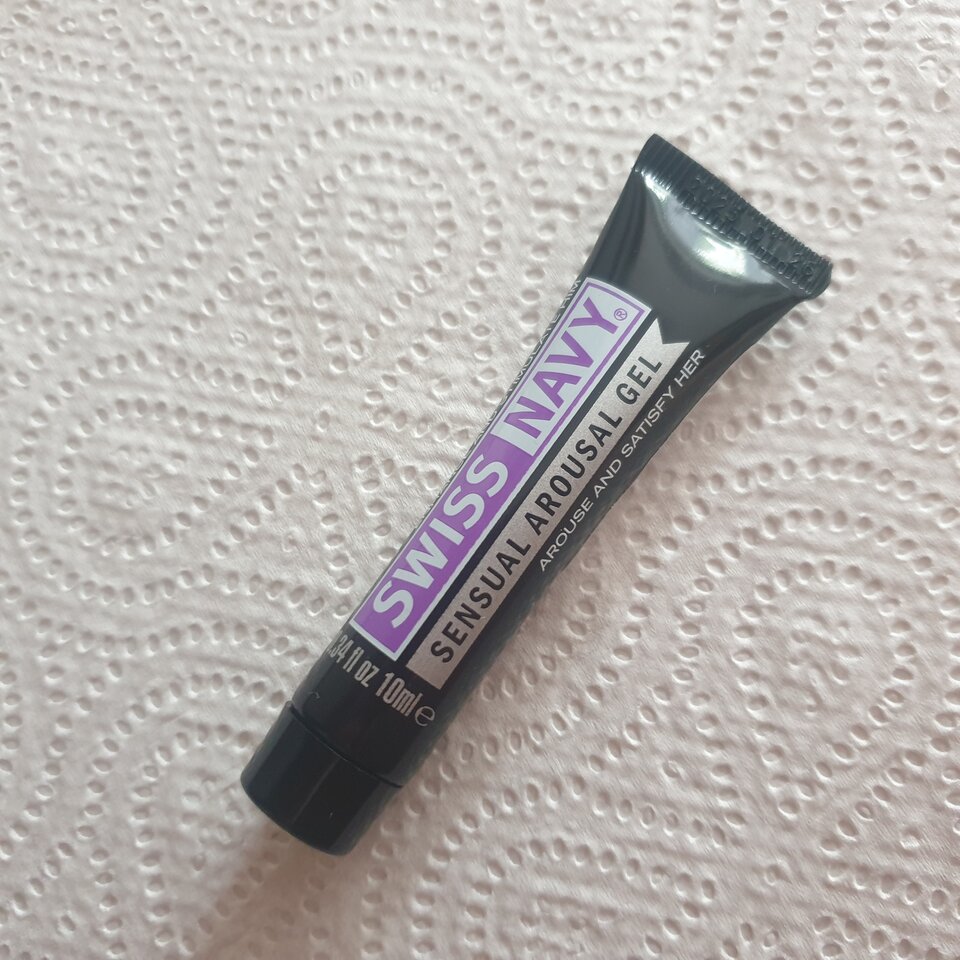 SWISS NAVY®
SENSUAL AROUSAL GEL
AROUSE AND SATISFY HER
.34 fl oz 10ml e